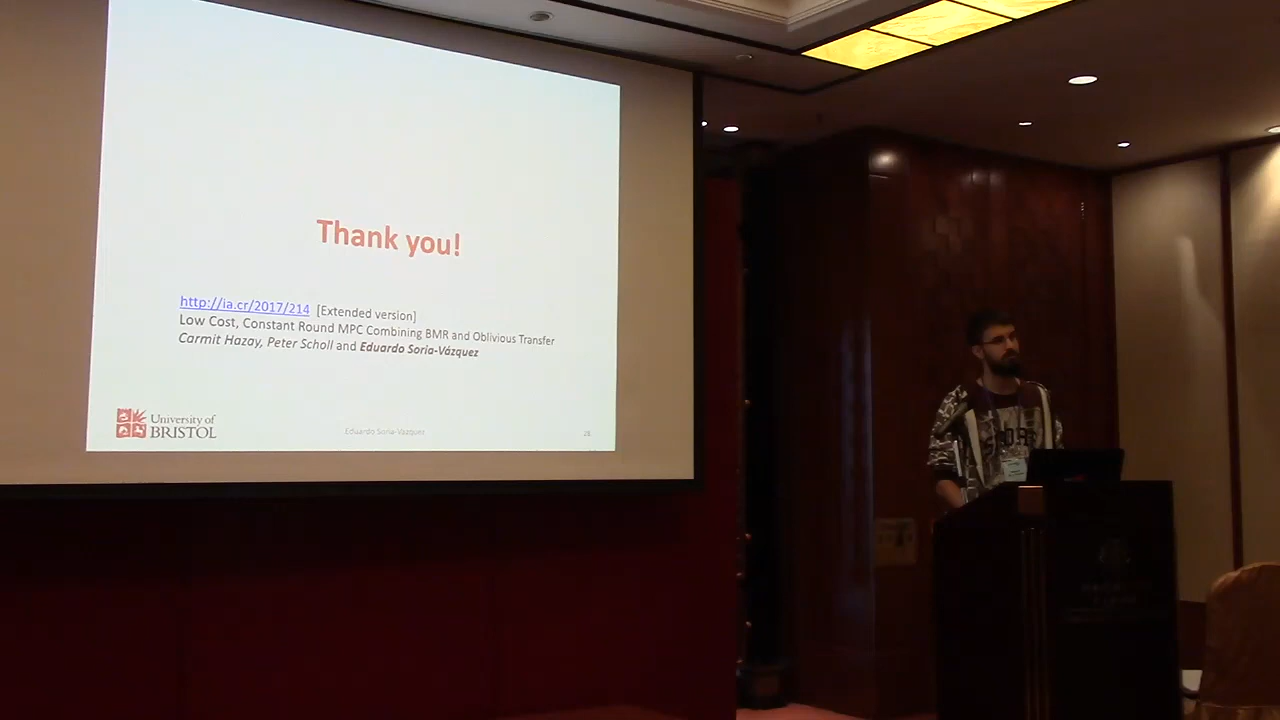 Thank you!
http://ia.cr/2017/214 [Extended version]
Low Cost, Constant Round MPC Combining BMR and Oblivious Transfer
Carmit Hazay, Peter Scholl and Eduardo Soria-Vázquez
University of
BRISTOL
Eduardo Soria-Vazquez